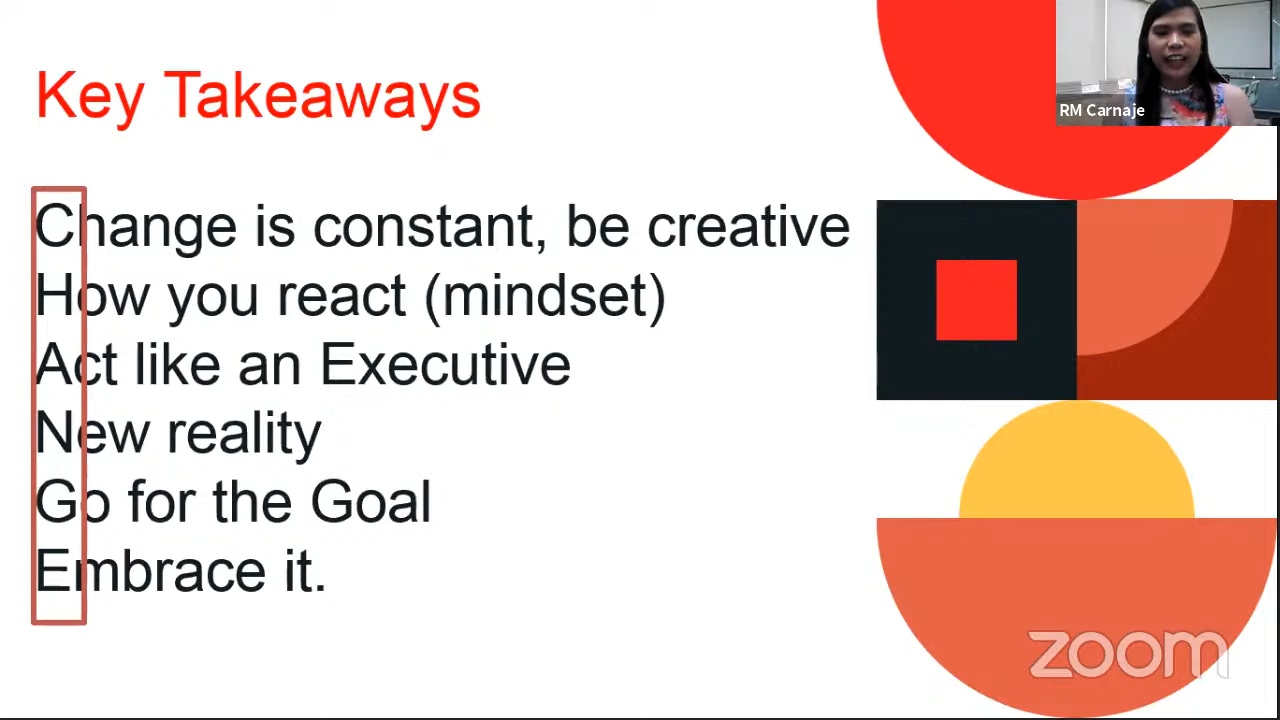 Key Takeaways
RM Carnaje
Change is constant, be creative
How you react (mindset)
Act like an Executive
New reality
Go for the Goal
Embrace it.
zoom